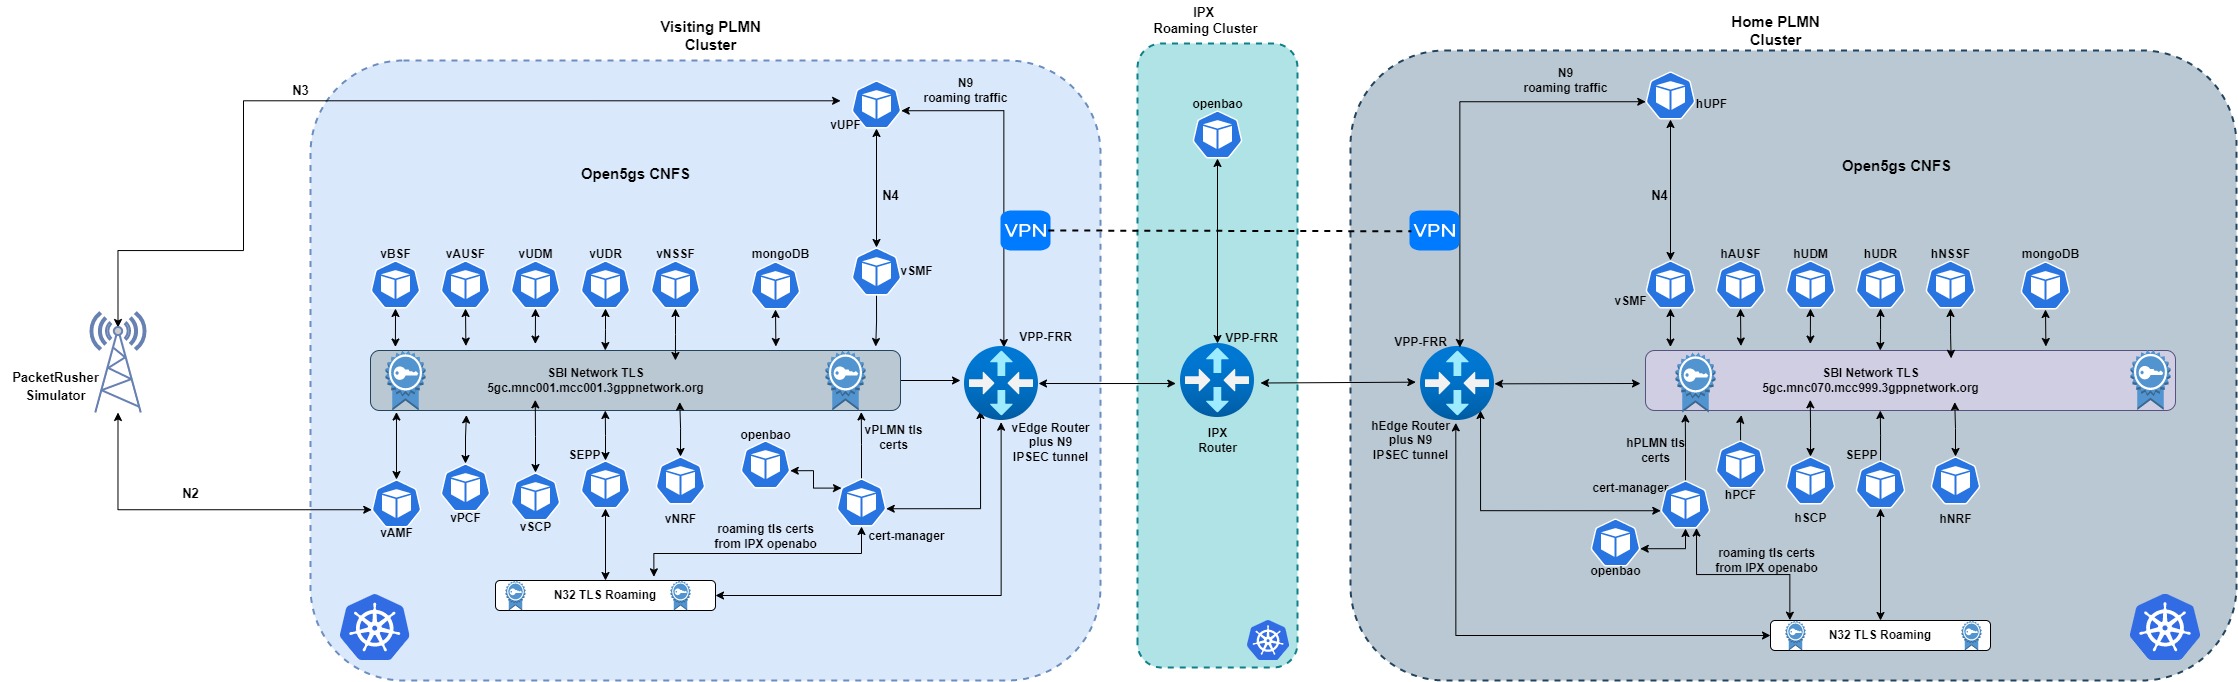 Visiting PLMN
Cluster
IPX
Roaming Cluster
Home PLMN
Cluster
N3
N9
roaming traffic
vUPF
Open5gs CNFS
N4
VPN
vBSF
vAUSF
vUDM
vUDR
vNSSF
mongoDB
vSMF
VPP-FRR
PacketRusher
Simulator
SBI Network TLS
5gc.mnc001.mcc001.3gppnetwork.org
vEdge Router
plus N9
IPSEC tunnel
vPLMN tls
certs
openbao
SEPP
N2
vAMF
vPCF
vSCP
vNRF
cert-manager
roaming tls certs
from IPX openabo
N32 TLS Roaming
openbao
VPP-FRR
IPX
Router
N9
roaming traffic
hUPF
Open5gs CNFS
N4
VPN
vSMF
hAUSF
hUDM
hUDR
hNSSF
mongoDB
VPP-FRR
SBI Network TLS
5gc.mnc070.mcc999.3gppnetwork.org
hEdge Router
plus N9
IPSEC tunnel
hPLMN tls
certs
cert-manager
hPCF
hSCP
SEPP
hNRF
openbao
roaming tls certs
from IPX openabo
N32 TLS Roaming